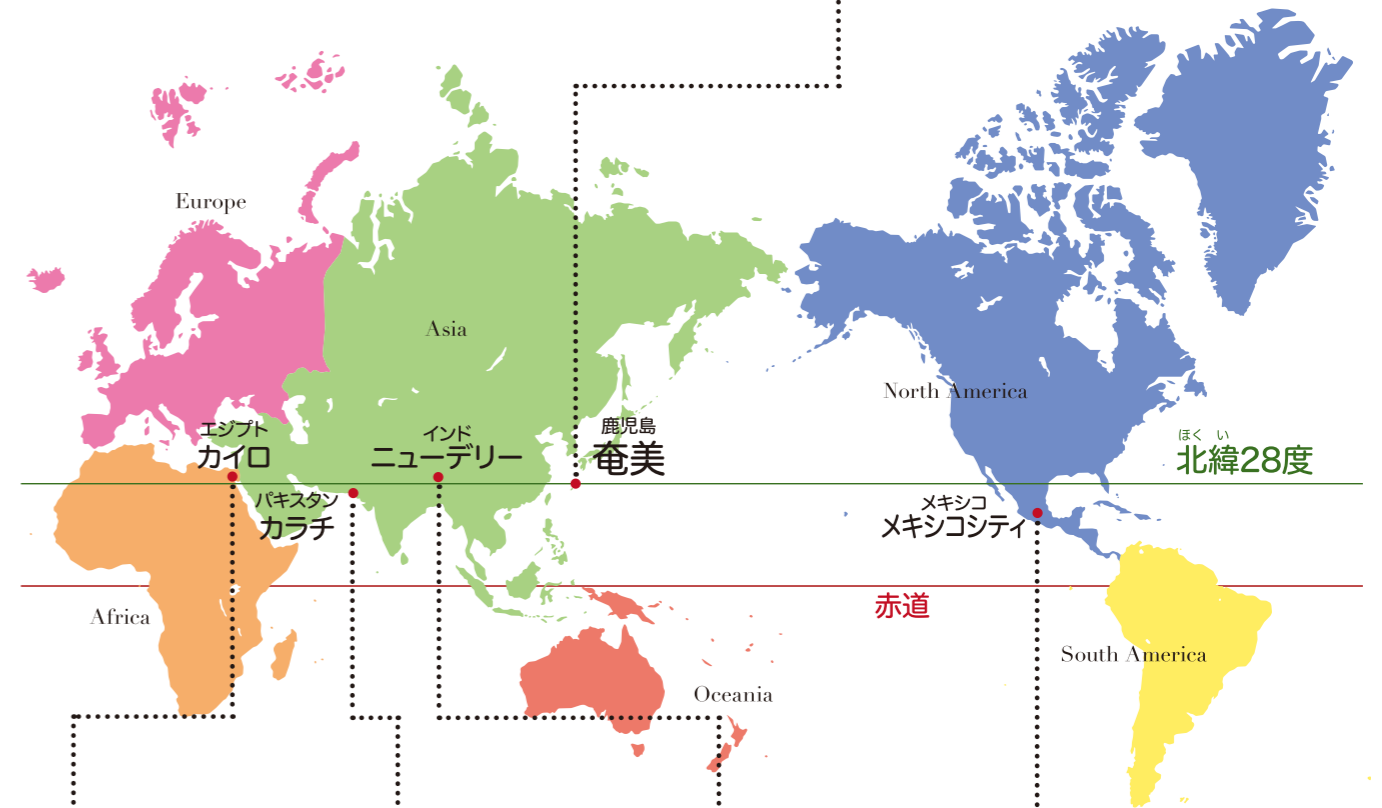 Europe
Asia
North America
エジプト
カイロ
インド
ニューデリー
鹿児島
奄美
ほくい
北緯28度
パキスタン
カラチ
メキシコ
メキシコシティ
赤道
Africa
South America
Oceania